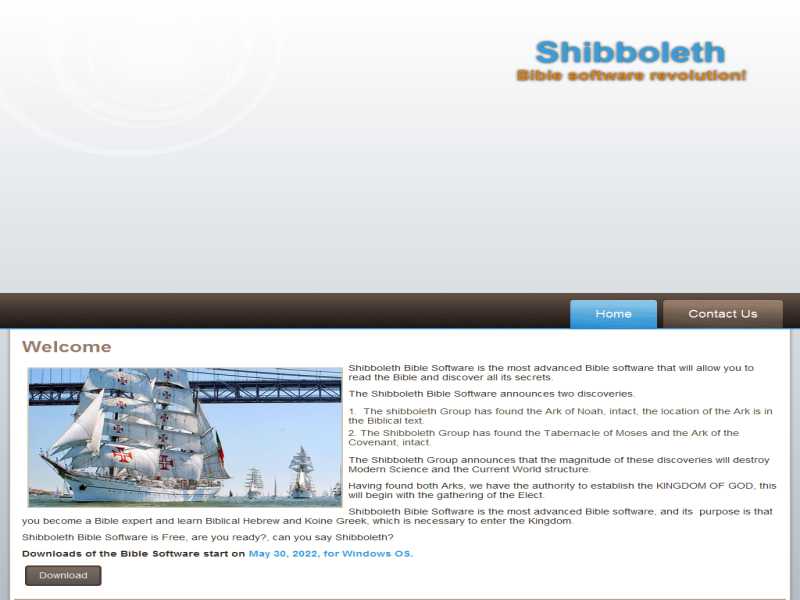 Shibboleth
Bible software revolution!
Home
Contact Us
Welcome
Shibboleth Bible Software is the most advanced Bible software that will allow you to
read the Bible and discover all its secrets.
The Shibboleth Bible Software announces two discoveries.
1. The shibboleth Group has found the Ark of Noah, intact, the location of the Ark is in
the Biblical text.
2. The Shibboleth Group has found the Tabernacle of Moses and the Ark of the
Covenant, intact.
The Shibboleth Group announces that the magnitude of these discoveries will destroy
Modern Science and the Current World structure.
Having found both Arks, we have the authority to establish the KINGDOM OF GOD, this
will begin with the gathering of the Elect.
Shibboleth Bible Software is the most advanced Bible software, and its purpose is that
you become a Bible expert and learn Biblical Hebrew and Koine Greek, which is necessary to enter the Kingdom.
Shibboleth Bible Software is Free, are you ready?, can you say Shibboleth?
Downloads of the Bible Software start on May 30, 2022, for Windows OS.
Download